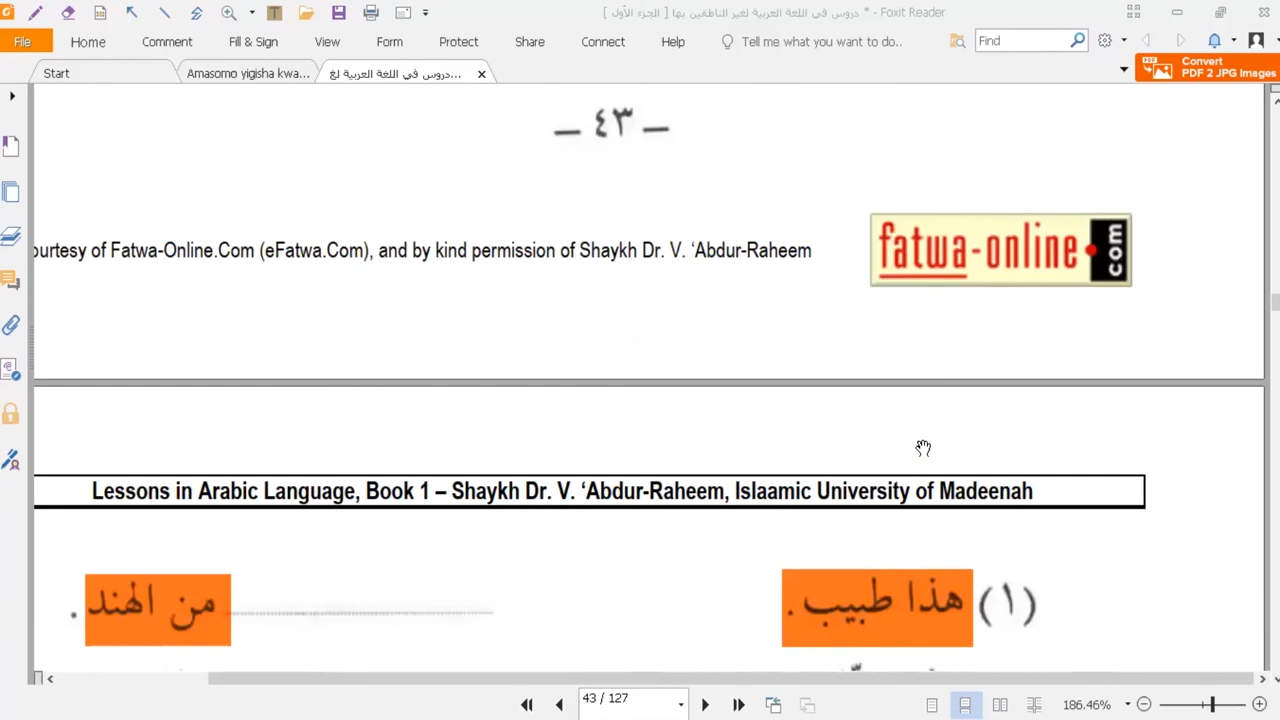 دروس في اللغة العربية لغير الناطقين بها [ الجزء الأول ] * - Foxit Reader
File Home Comment Fill & Sign View Form Protect Share Connect Help Tell me what you want to do.. Find
Start Amasomo yigisha kwa... دروس في اللغة العربية لغ...
Convert
PDF 2 JPG Images
– ٤٣ –
ourtesy of Fatwa-Online.Com (eFatwa.Com), and by kind permission of Shaykh Dr. V. ‘Abdur-Raheem
fatwa-online.com
Lessons in Arabic Language, Book 1 – Shaykh Dr. V. ‘Abdur-Raheem, Islaamic University of Madeenah
(١) هذا طبيب . من الهند .
43 / 127
186.46%